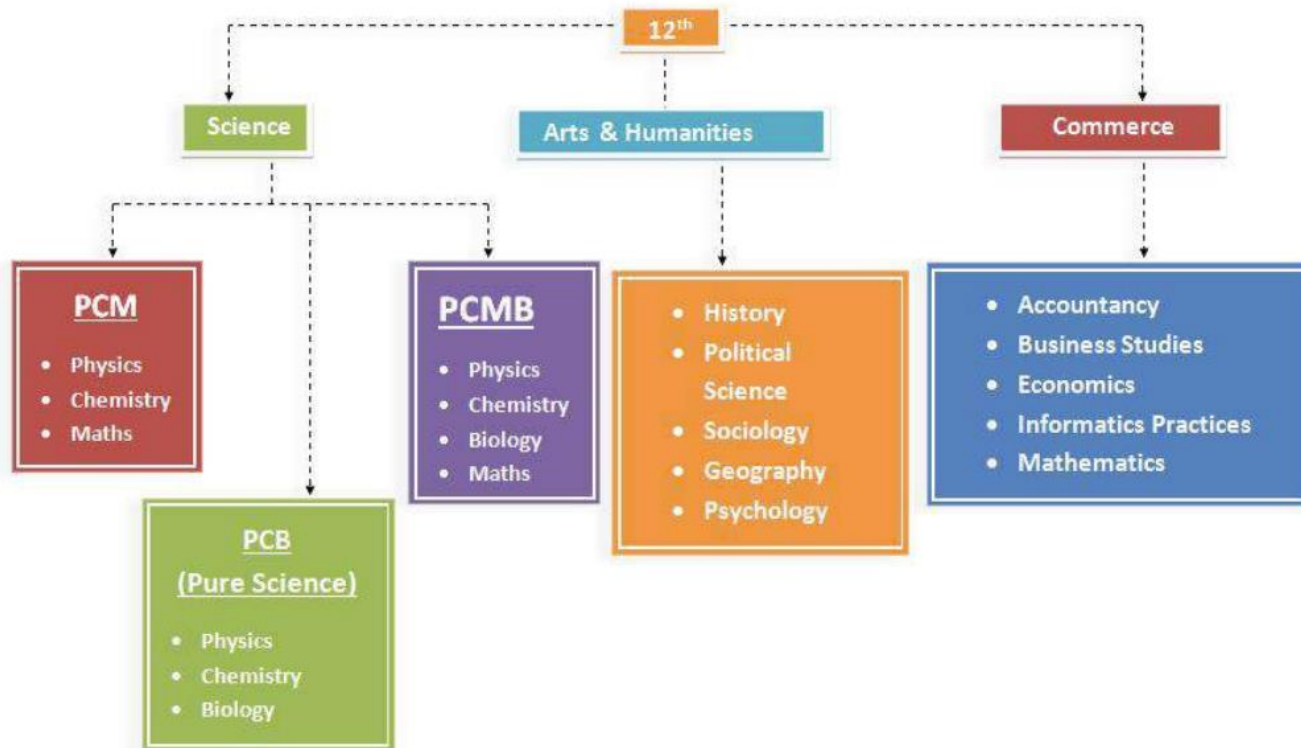 12th
Science
Arts & Humanities
Commerce
PCM
• Physics
• Chemistry
• Maths
PCB
(Pure Science)
• Physics
• Chemistry
• Biology
PCMB
• Physics
• Chemistry
• Biology
• Maths
• History
• Political
Science
• Sociology
• Geography
• Psychology
• Accountancy
• Business Studies
• Economics
• Informatics Practices
• Mathematics